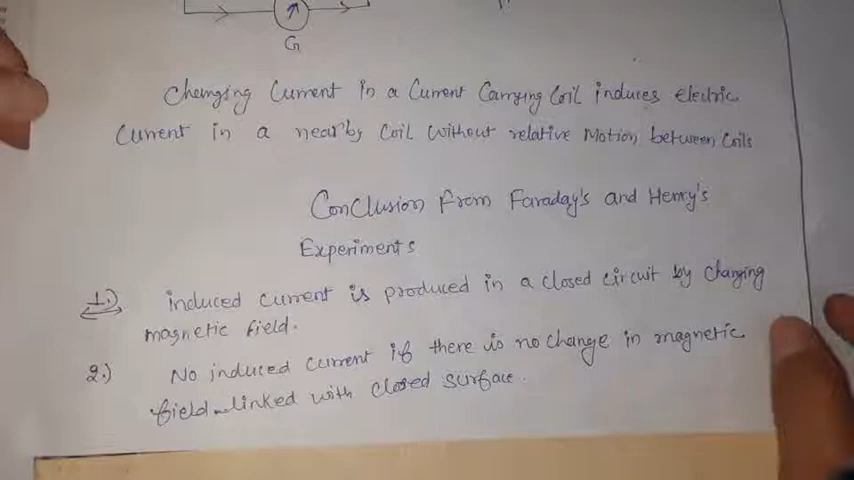 G
Changing Current in a Current Carrying Coil induces electric
Current in a nearby Coil without relative Motion between Coils
Conclusion From Faraday's and Henry's
Experiments
1.) induced current is produced in a closed circuit by changing
magnetic field.
2.) No induced current if there is no change in magnetic
field linked with closed surface.